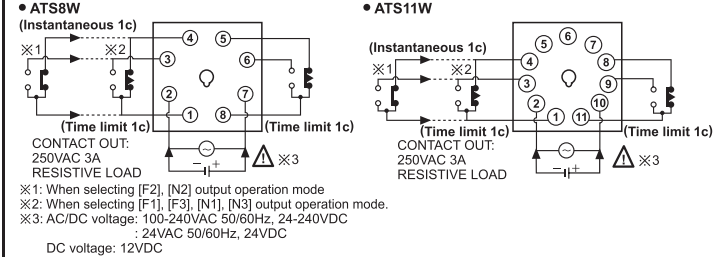 ● ATS8W
(Instantaneous 1c)
※1
※2
4
5
3
6
2
7
1
8
(Time limit 1c)
(Time limit 1c)
CONTACT OUT:
250VAC 3A
RESISTIVE LOAD
~
− +
! ※3
● ATS11W
(Instantaneous 1c)
※1
※2
6
5
7
4
8
3
9
2
10
1
11
(Time limit 1c)
(Time limit 1c)
CONTACT OUT:
250VAC 3A
RESISTIVE LOAD
~
− +
! ※3
※1: When selecting [F2], [N2] output operation mode
※2: When selecting [F1], [F3], [N1], [N3] output operation mode.
※3: AC/DC voltage: 100-240VAC 50/60Hz, 24-240VDC
: 24VAC 50/60Hz, 24VDC
DC voltage: 12VDC